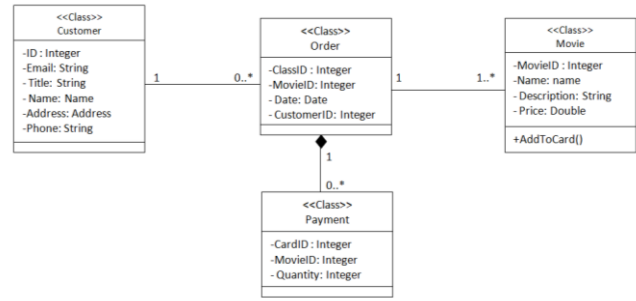 <<Class>>
Customer
-ID : Integer
-Email: String
- Title: String
- Name: Name
-Address: Address
-Phone: String
1
0..*
<<Class>>
Order
-ClassID : Integer
-MovieID: Integer
- Date: Date
- CustomerID: Integer
1
1..*
<<Class>>
Movie
-MovieID : Integer
-Name: name
- Description: String
- Price: Double
+AddToCard()
1
0..*
<<Class>>
Payment
-CardID : Integer
-MovieID: Integer
- Quantity: Integer